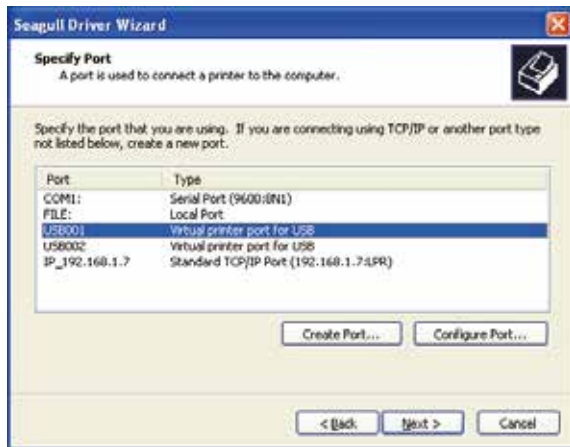 Seagull Driver Wizard
Specify Port
A port is used to connect a printer to the computer.
Specify the port that you are using. If you are connecting using TCP/IP or another port type
not listed below, create a new port.
Port Type
COM1: Serial Port (9600:8N1)
FILE: Local Port
USB001 Virtual printer port for USB
USB002 Virtual printer port for USB
IP_192.168.1.7 Standard TCP/IP Port (192.168.1.7:LPR)
Create Port... Configure Port...
< Back Next > Cancel